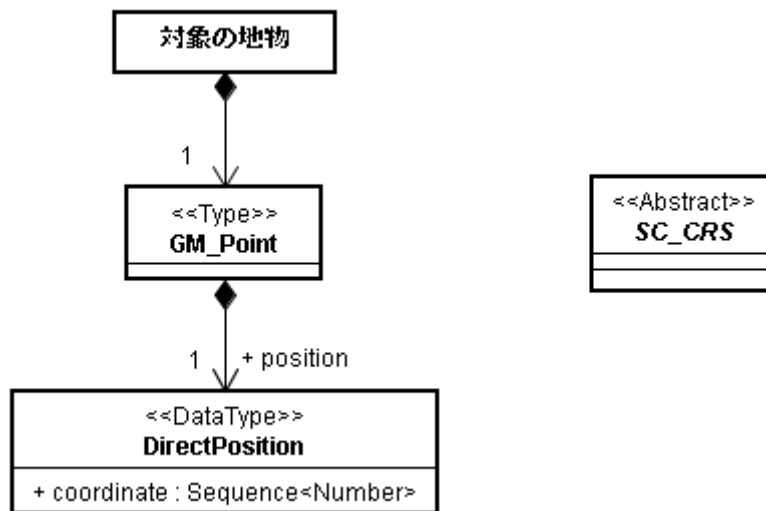 対象の地物
1
<<Type>>
GM_Point
<<Abstract>>
SC_CRS
1
+ position
<<DataType>>
DirectPosition
+ coordinate : Sequence<Number>